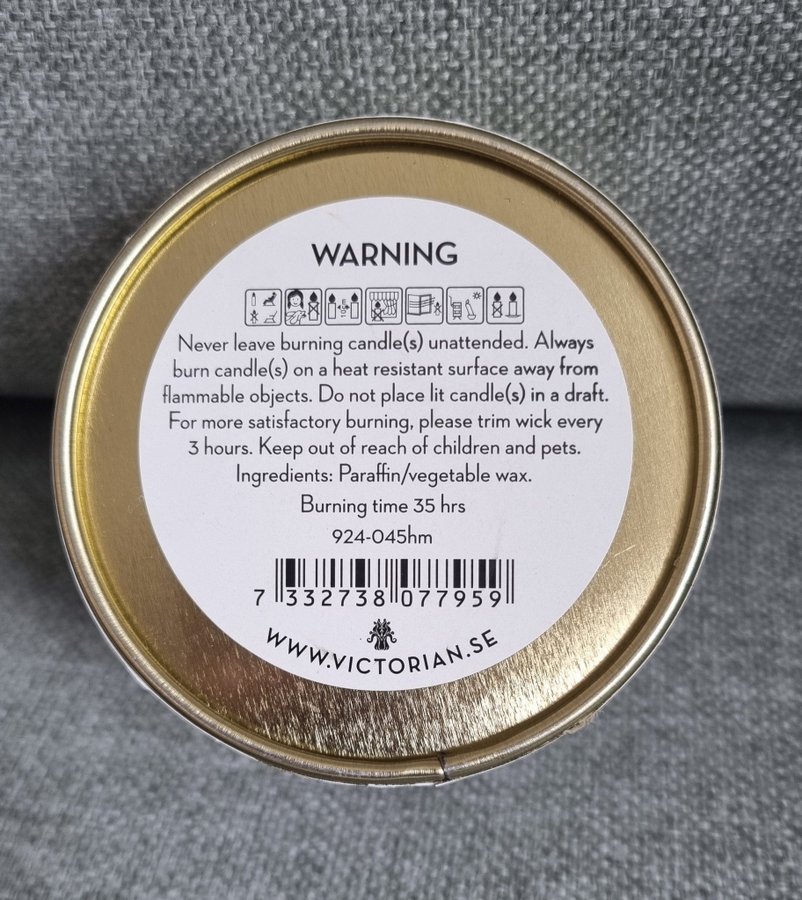 WARNING
Never leave burning candle(s) unattended. Always
burn candle(s) on a heat resistant surface away from
flammable objects. Do not place lit candle(s) in a draft.
For more satisfactory burning, please trim wick every
3 hours. Keep out of reach of children and pets.
Ingredients: Paraffin/vegetable wax.
Burning time 35 hrs
924-045hm
7 332738 077959
WWW.VICTORIAN.SE